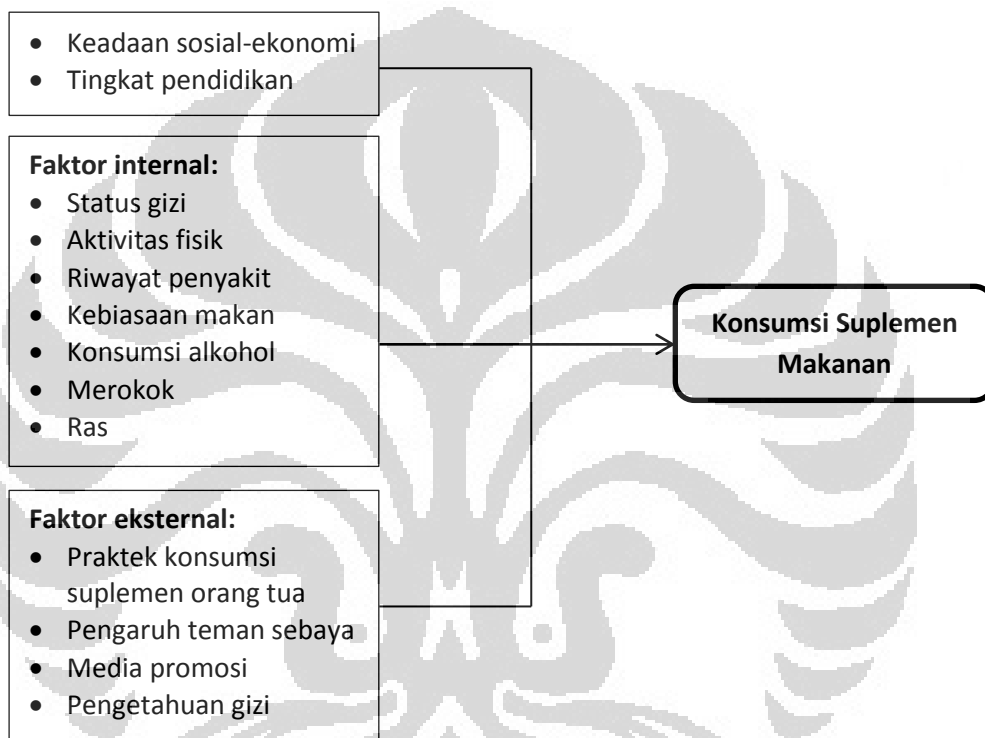 • Keadaan sosial-ekonomi
• Tingkat pendidikan
Faktor internal:
• Status gizi
• Aktivitas fisik
• Riwayat penyakit
• Kebiasaan makan
• Konsumsi alkohol
• Merokok
• Ras
Konsumsi Suplemen
Makanan
Faktor eksternal:
• Praktek konsumsi
suplemen orang tua
• Pengaruh teman sebaya
• Media promosi
• Pengetahuan gizi